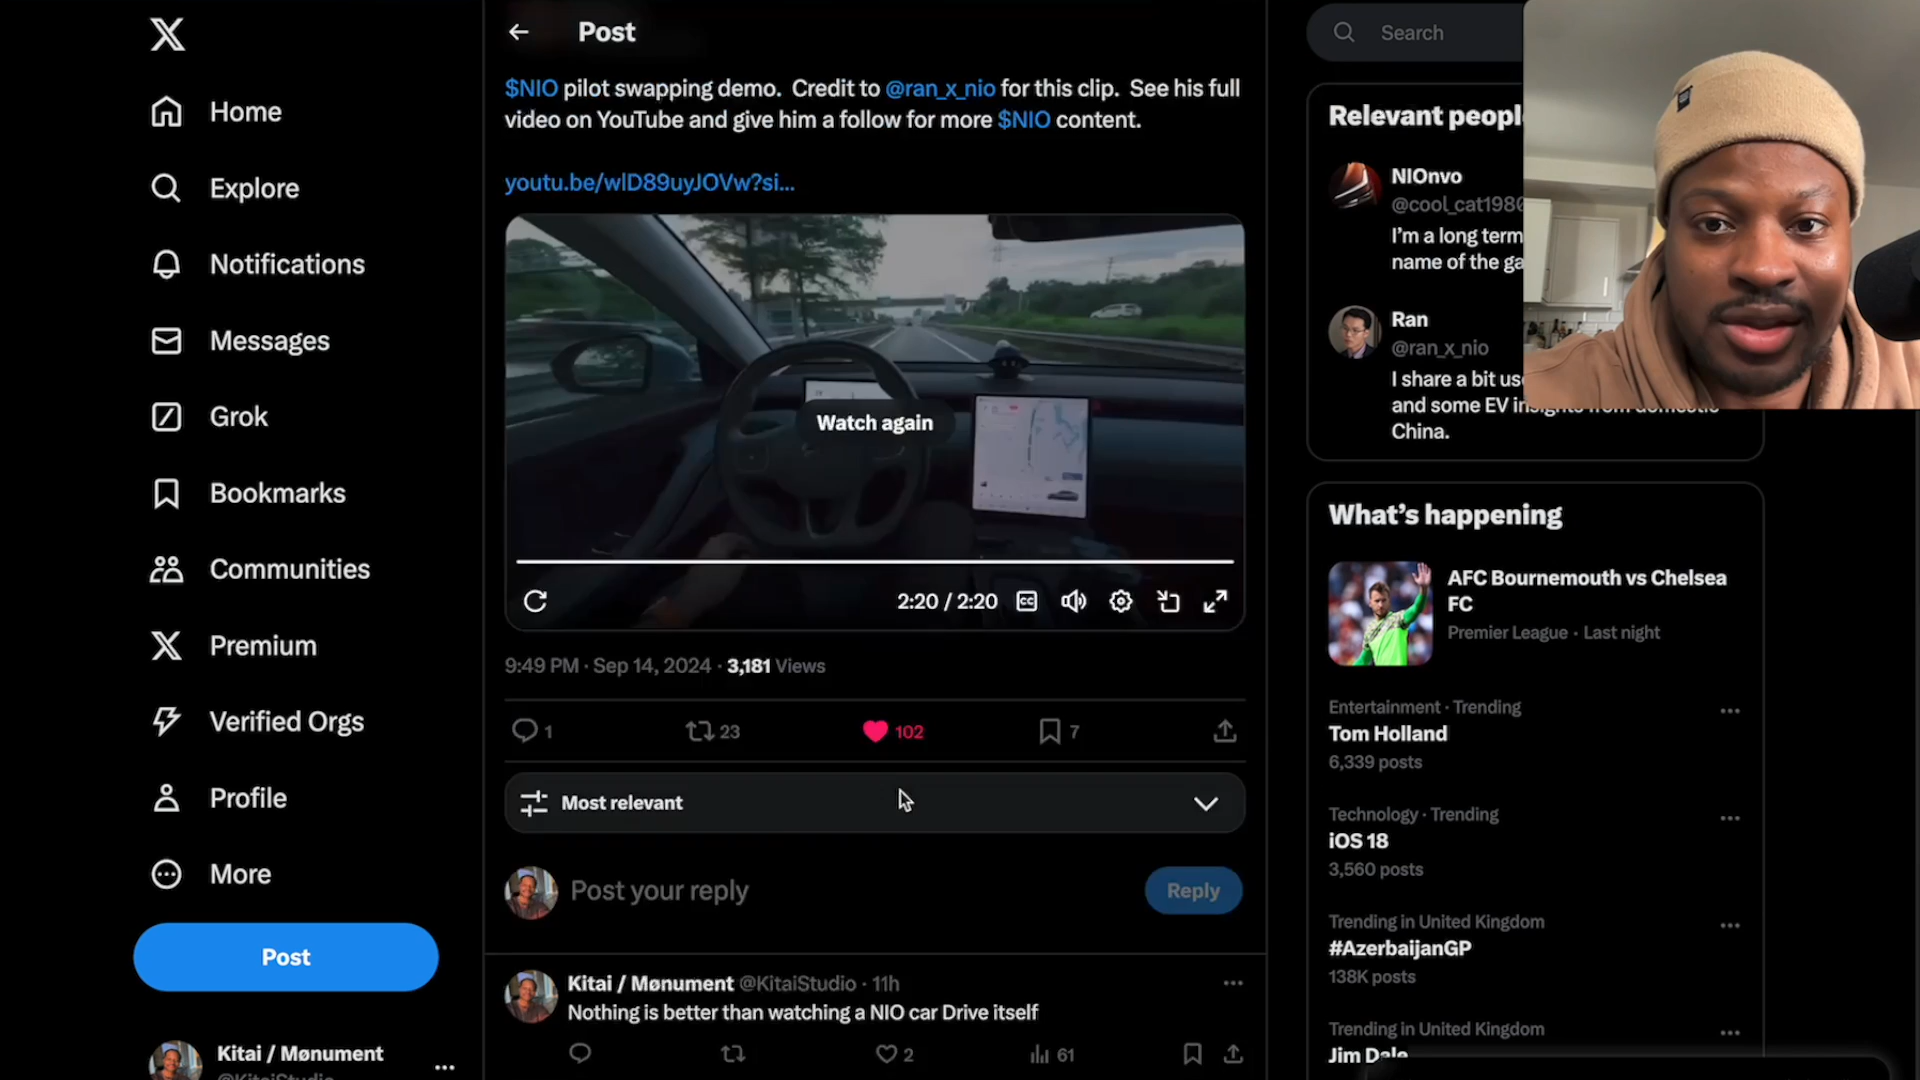 Home
Explore
Notifications
Messages
Grok
Bookmarks
Communities
Premium
Verified Orgs
Profile
More
Post
Kitai / Mønument
@KitaiStudio
Post
$NIO pilot swapping demo. Credit to @ran_x_nio for this clip. See his full
video on YouTube and give him a follow for more $NIO content.
youtu.be/wlD89uyJOVw?si...
Watch again
2:20 / 2:20
9:49 PM · Sep 14, 2024 · 3,181 Views
1 23 102 7
Most relevant
Post your reply
Reply
Kitai / Mønument @KitaiStudio · 11h
Nothing is better than watching a NIO car Drive itself
2 61
Search
Relevant peopl
NIOnvo
@cool_cat1980
I'm a long term
name of the ga
Ran
@ran_x_nio
I share a bit us
and some EV insights from domestic
China.
What's happening
AFC Bournemouth vs Chelsea
FC
Premier League · Last night
Entertainment · Trending
Tom Holland
6,339 posts
Technology · Trending
iOS 18
3,560 posts
Trending in United Kingdom
#AzerbaijanGP
138K posts
Trending in United Kingdom
Jim Dale